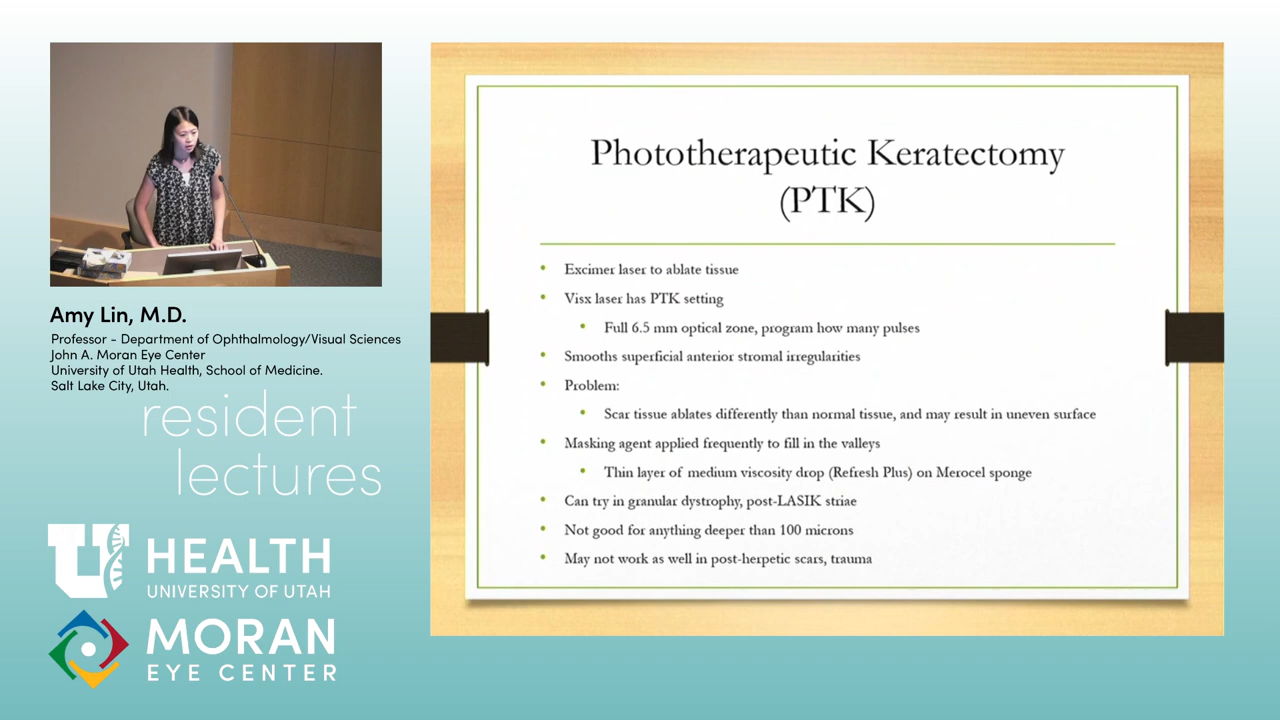 Amy Lin, M.D.
Professor - Department of Ophthalmology/Visual Sciences
John A. Moran Eye Center
University of Utah Health, School of Medicine.
Salt Lake City, Utah.
resident
lectures
U HEALTH
UNIVERSITY OF UTAH
MORAN
EYE CENTER
Phototherapeutic Keratectomy
(PTK)
• Excimer laser to ablate tissue
• Visx laser has PTK setting
• Full 6.5 mm optical zone, program how many pulses
• Smooths superficial anterior stromal irregularities
• Problem:
• Scar tissue ablates differently than normal tissue, and may result in uneven surface
• Masking agent applied frequently to fill in the valleys
• Thin layer of medium viscosity drop (Refresh Plus) on Merocel sponge
• Can try in granular dystrophy, post-LASIK striae
• Not good for anything deeper than 100 microns
• May not work as well in post-herpetic scars, trauma